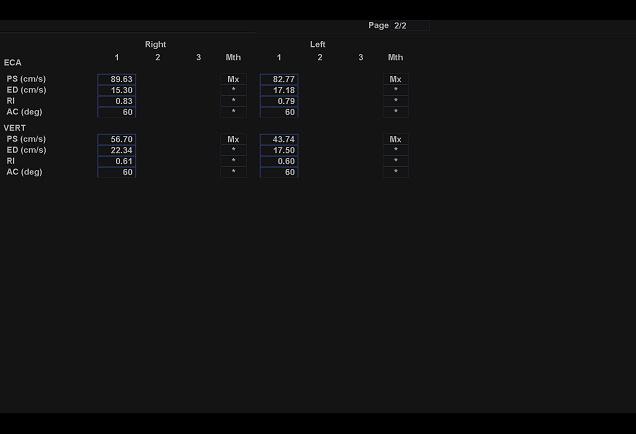 Page 2/2
Right Left
1 2 3 Mth 1 2 3 Mth
ECA
PS (cm/s) 89.63 Mx 82.77 Mx
ED (cm/s) 15.30 * 17.18 *
RI 0.83 * 0.79 *
AC (deg) 60 * 60 *
VERT
PS (cm/s) 56.70 Mx 43.74 Mx
ED (cm/s) 22.34 * 17.50 *
RI 0.61 * 0.60 *
AC (deg) 60 * 60 *